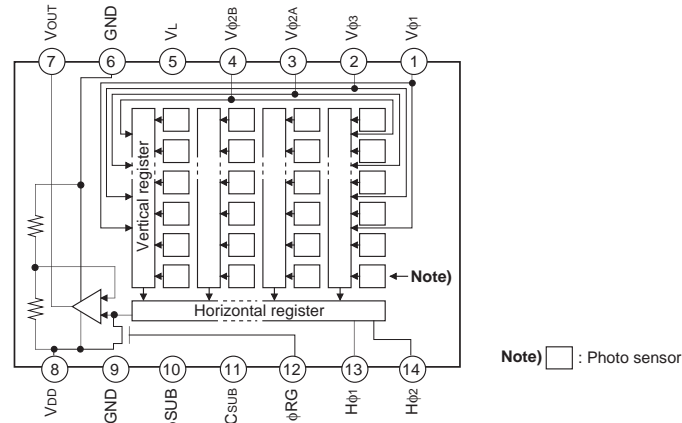 VOUT
GND
VL
Vϕ2B
Vϕ2A
Vϕ3
Vϕ1
7
6
5
4
3
2
1
Vertical register
Note)
Horizontal register
Note) : Photo sensor
8
9
10
11
12
13
14
VDD
GND
ϕSUB
CSUB
ϕRG
Hϕ1
Hϕ2